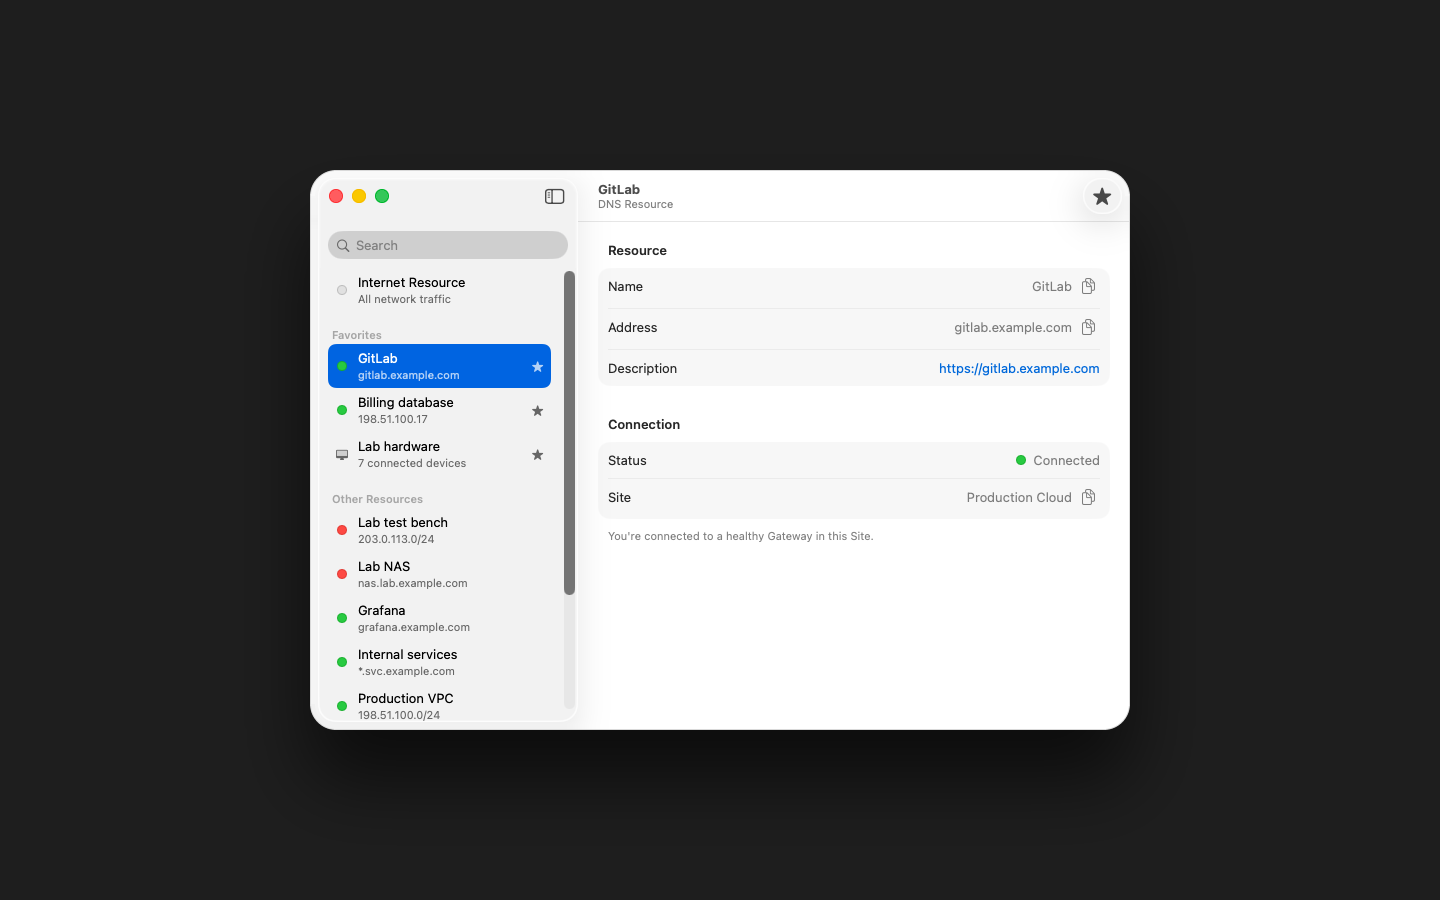 GitLab
DNS Resource
Search
Internet Resource
All network traffic
Favorites
GitLab
gitlab.example.com
Billing database
198.51.100.17
Lab hardware
7 connected devices
Other Resources
Lab test bench
203.0.113.0/24
Lab NAS
nas.lab.example.com
Grafana
grafana.example.com
Internal services
*.svc.example.com
Production VPC
198.51.100.0/24
Resource
Name GitLab
Address gitlab.example.com
Description https://gitlab.example.com
Connection
Status Connected
Site Production Cloud
You're connected to a healthy Gateway in this Site.